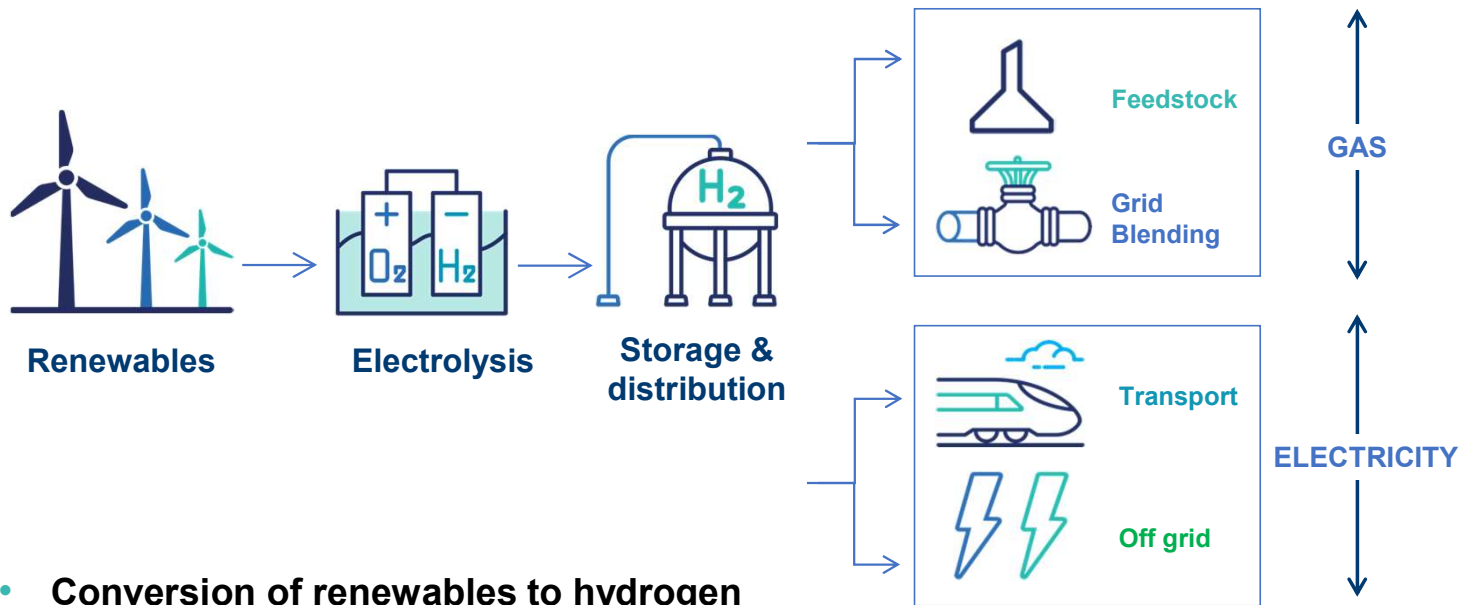 Renewables
+
O2
−
H2
Electrolysis
H2
Storage &
distribution
Feedstock
Grid
Blending
GAS
Transport
Off grid
ELECTRICITY
• Conversion of renewables to hydrogen